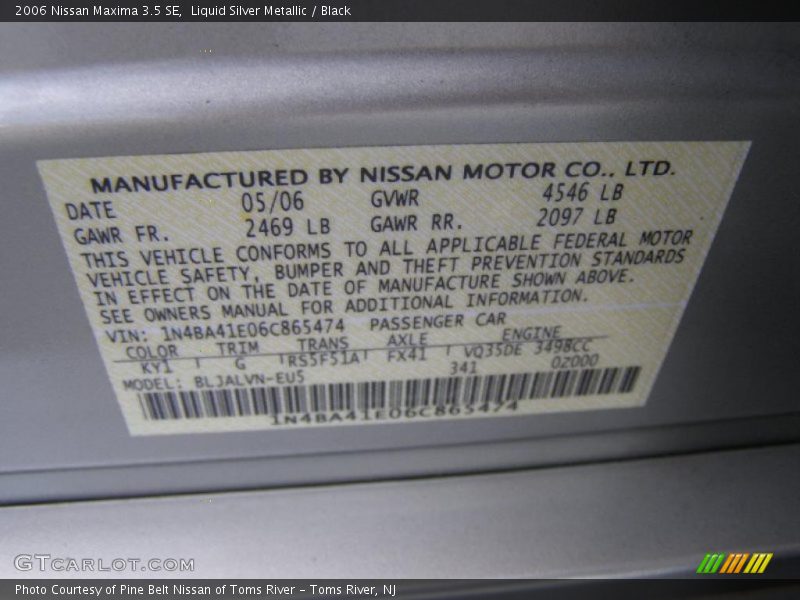 2006 Nissan Maxima 3.5 SE, Liquid Silver Metallic / Black
MANUFACTURED BY NISSAN MOTOR CO., LTD.
DATE 05/06 GVWR 4546 LB
GAWR FR. 2469 LB GAWR RR. 2097 LB
THIS VEHICLE CONFORMS TO ALL APPLICABLE FEDERAL MOTOR
VEHICLE SAFETY, BUMPER AND THEFT PREVENTION STANDARDS
IN EFFECT ON THE DATE OF MANUFACTURE SHOWN ABOVE.
SEE OWNERS MANUAL FOR ADDITIONAL INFORMATION.
VIN: 1N4BA41E06C865474 PASSENGER CAR
COLOR TRIM TRANS AXLE ENGINE
KY1 G RS5F51A FX41 VQ35DE 3498CC
MODEL: BLJALVN-EU5 341 02000
1N4BA41E06C865474
GTCARLOT.COM
Photo Courtesy of Pine Belt Nissan of Toms River – Toms River, NJ